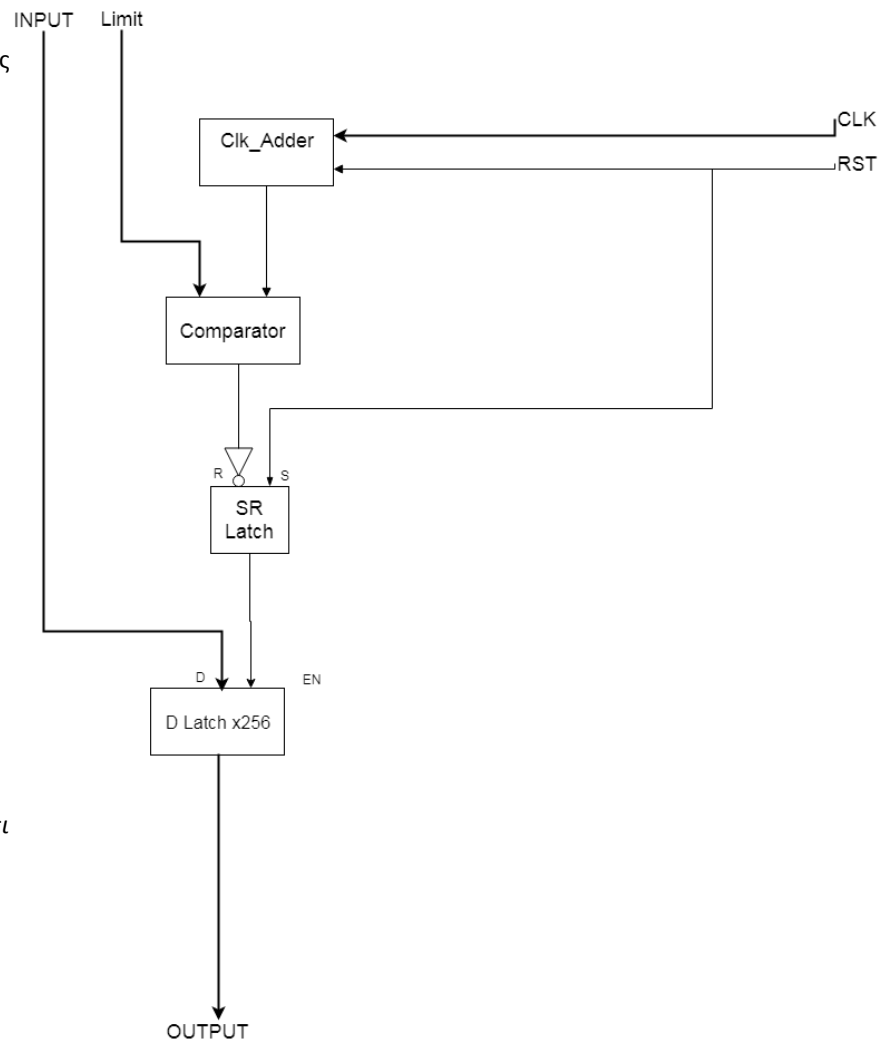 INPUT Limit
ς
CLK
Clk_Adder
RST
Comparator
R S
SR
Latch
D EN
D Latch x256
ι
OUTPUT